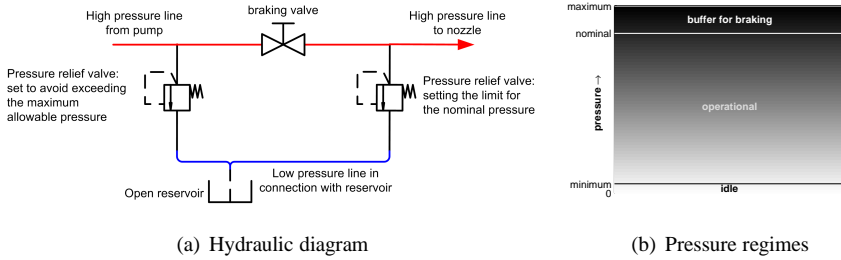 High pressure line
from pump
braking valve
High pressure line
to nozzle
Pressure relief valve:
set to avoid exceeding
the maximum
allowable pressure
Pressure relief valve:
setting the limit for
the nominal pressure
Low pressure line in
connection with reservoir
Open reservoir
(a) Hydraulic diagram
maximum
buffer for braking
nominal
pressure →
operational
minimum
idle
0
(b) Pressure regimes